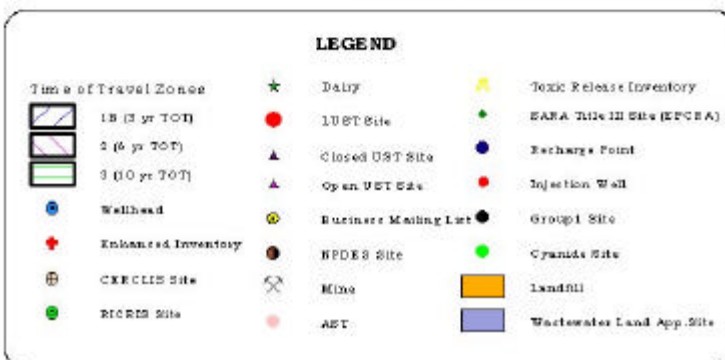 LEGEND
Time of Travel Zones
1B (3 yr TOT)
2 (6 yr TOT)
3 (10 yr TOT)
Wellhead
Enhanced Inventory
CERCLIS Site
RICRIS Site
Dairy
LUST Site
Closed UST Site
Open UST Site
Business Mailing List
NPDES Site
Mine
AST
Toxic Release Inventory
SARA Title III Site (EPCRA)
Recharge Point
Injection Well
Group1 Site
Cyanide Site
Landfill
Wastewater Land App. Site